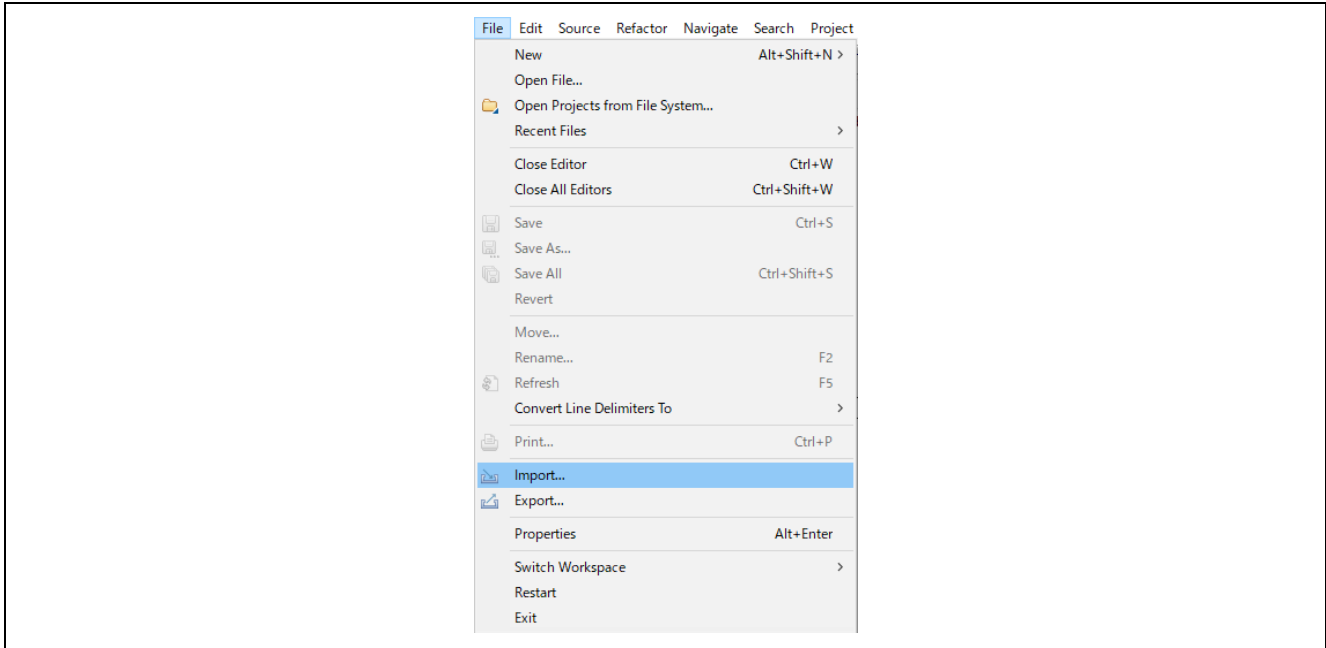 File Edit Source Refactor Navigate Search Project
New Alt+Shift+N >
Open File...
Open Projects from File System...
Recent Files >
Close Editor Ctrl+W
Close All Editors Ctrl+Shift+W
Save Ctrl+S
Save As...
Save All Ctrl+Shift+S
Revert
Move...
Rename... F2
Refresh F5
Convert Line Delimiters To >
Print... Ctrl+P
Import...
Export...
Properties Alt+Enter
Switch Workspace >
Restart
Exit